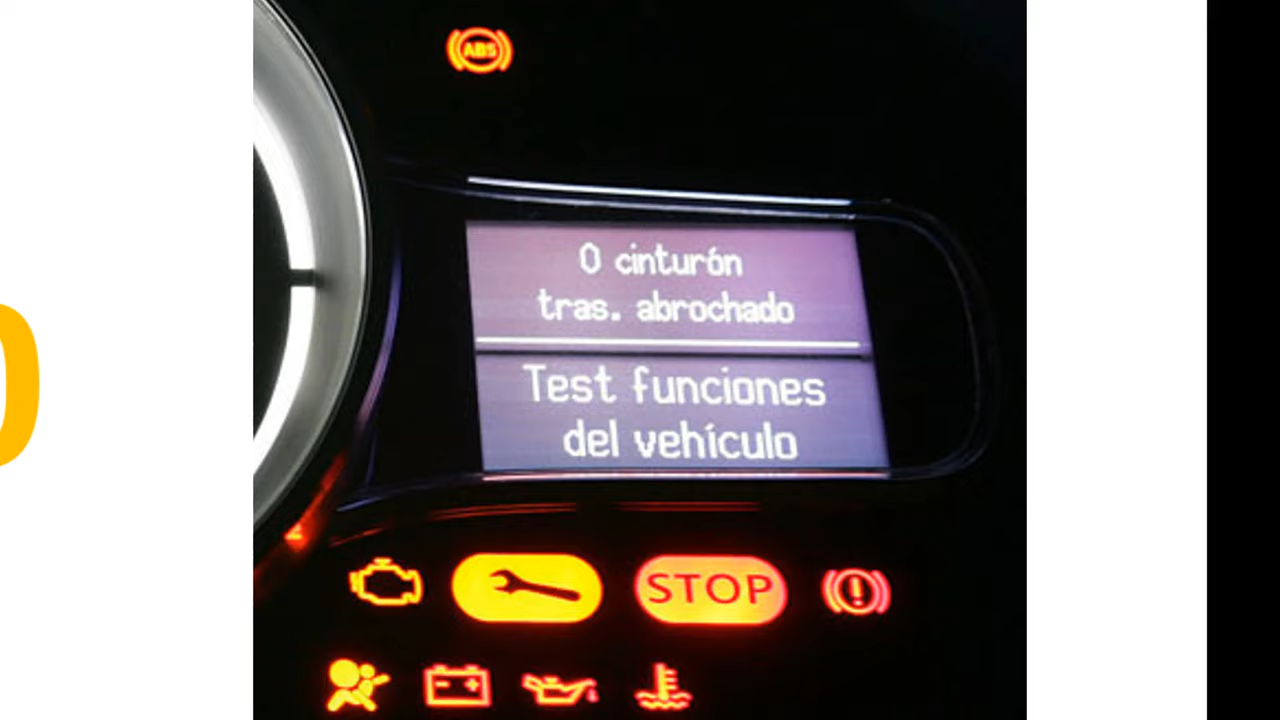 ABS
0 cinturón
tras. abrochado
Test funciones
del vehículo
STOP